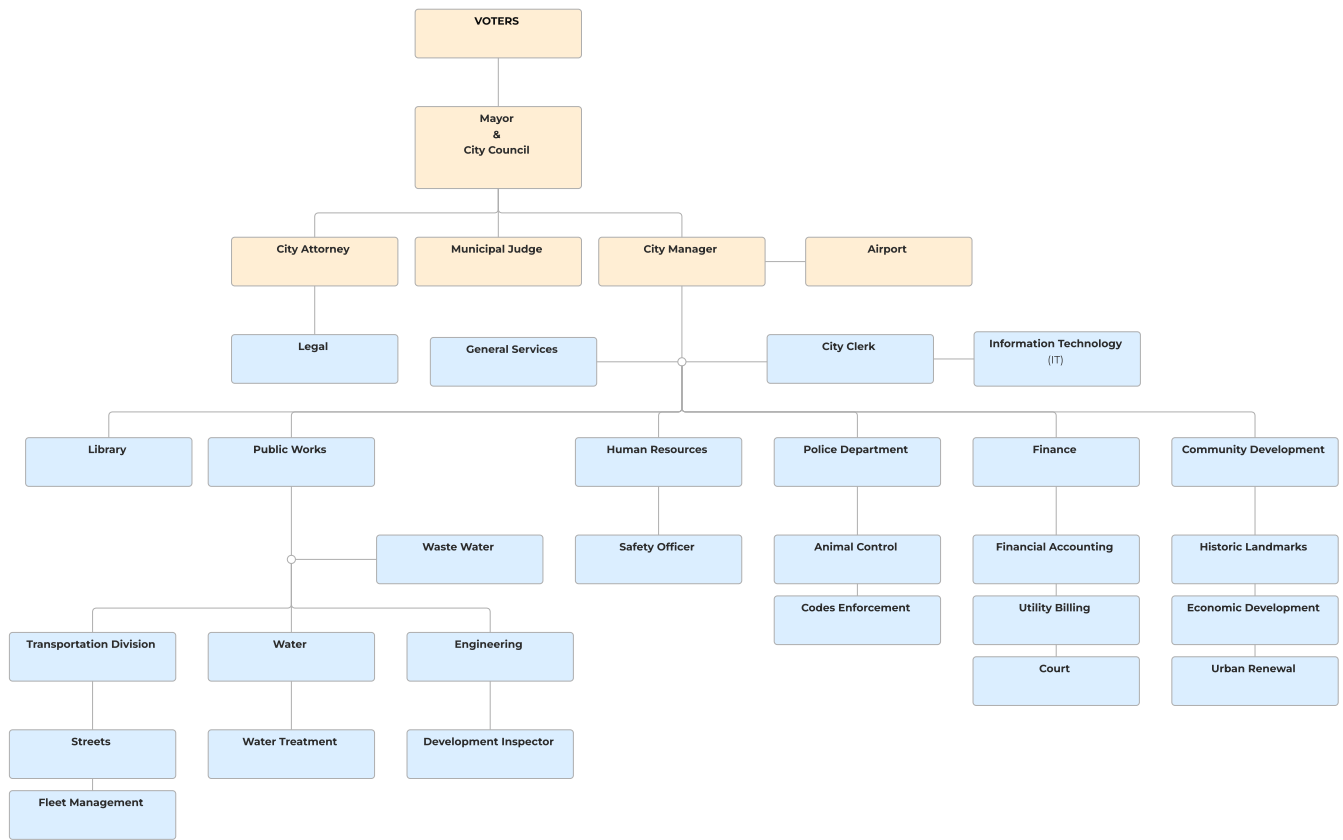 VOTERS
Mayor
&
City Council
City Attorney
Municipal Judge
City Manager
Airport
Legal
General Services
City Clerk
Information Technology
(IT)
Library
Public Works
Human Resources
Police Department
Finance
Community Development
Waste Water
Safety Officer
Animal Control
Financial Accounting
Historic Landmarks
Codes Enforcement
Utility Billing
Economic Development
Transportation Division
Water
Engineering
Court
Urban Renewal
Streets
Water Treatment
Development Inspector
Fleet Management